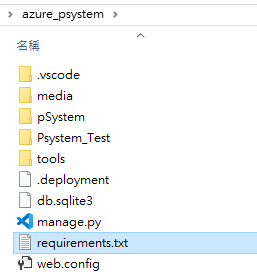 azure_psystem
名稱
.vscode
media
pSystem
Psystem_Test
tools
.deployment
db.sqlite3
manage.py
requirements.txt
web.config